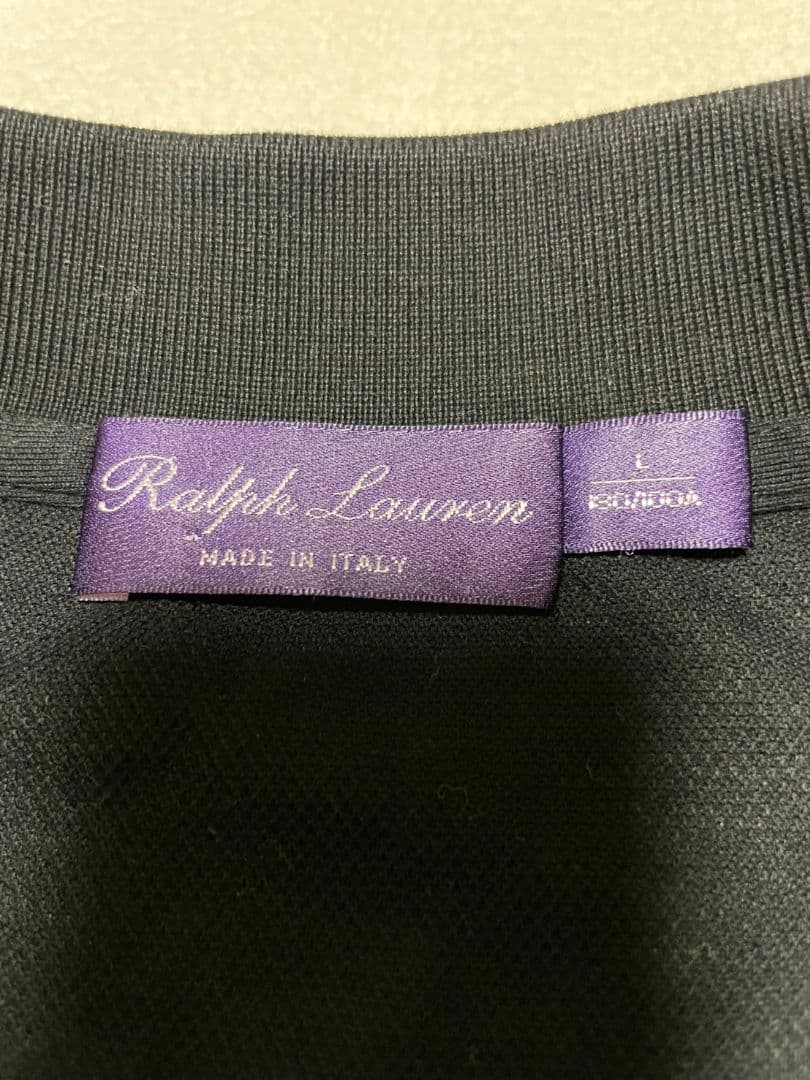 Ralph Lauren
MADE IN ITALY
L
180/100A